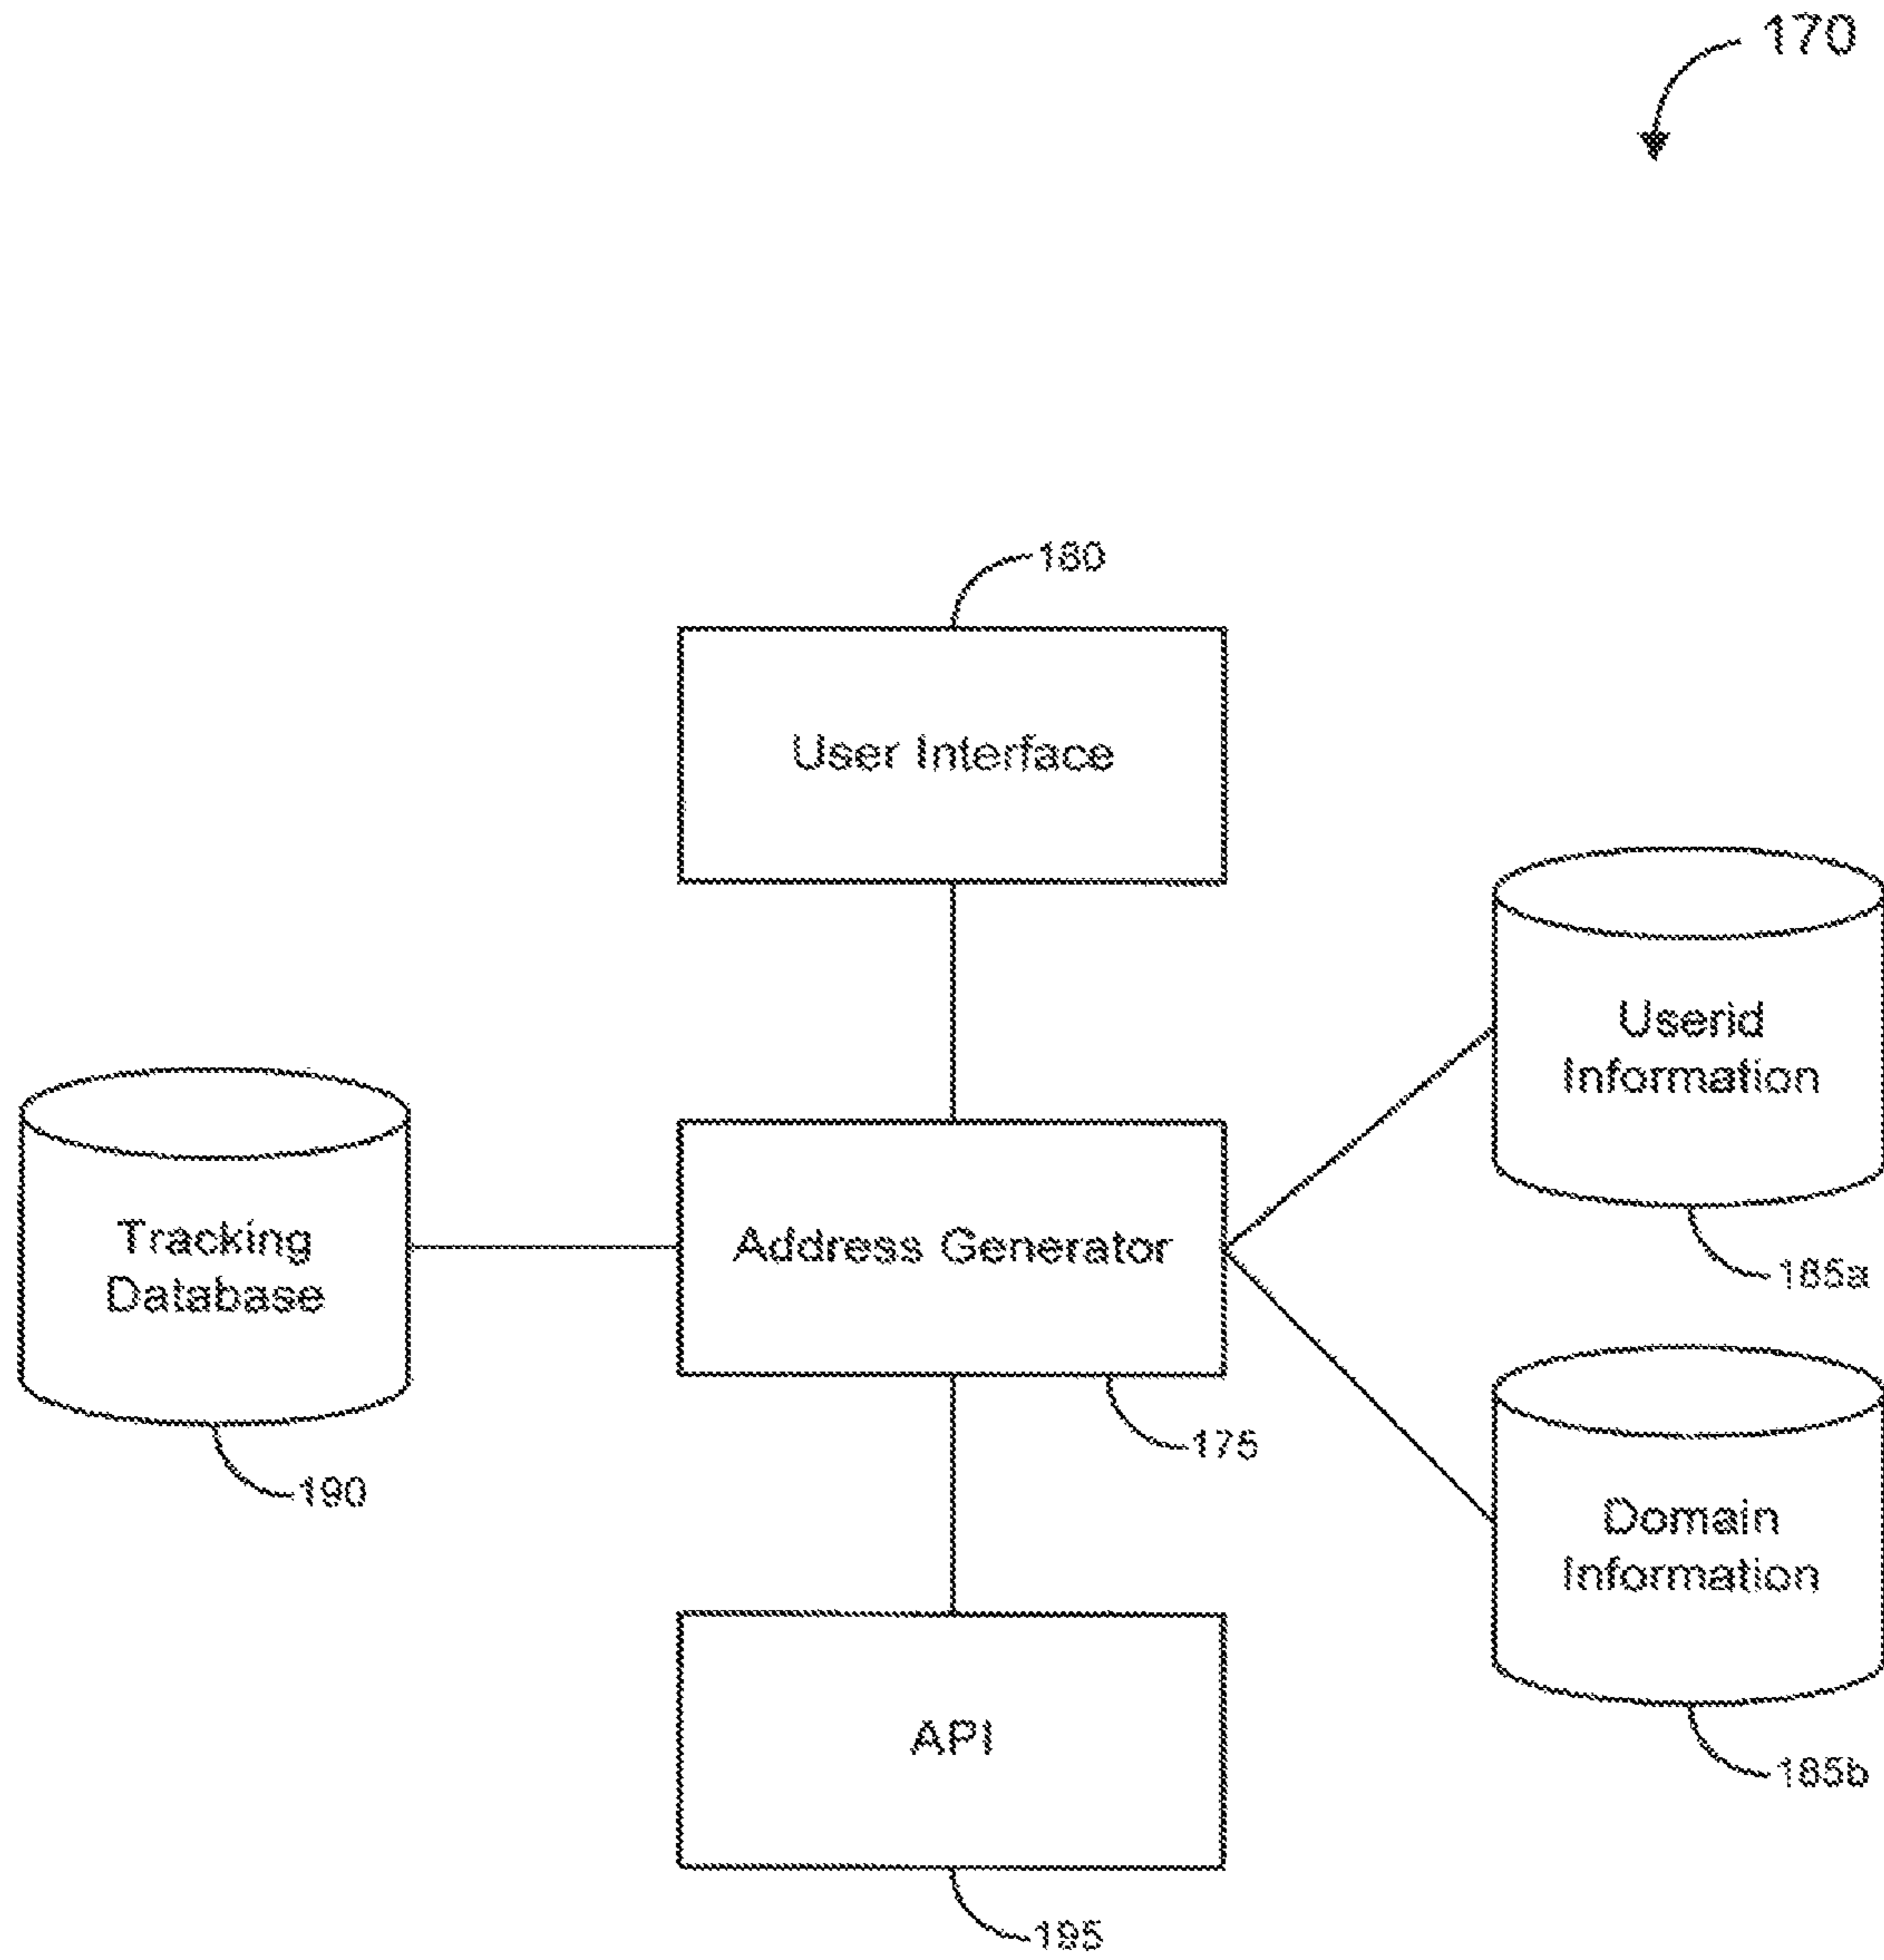 170
180
User Interface
Userid
Information
185a
Tracking
Database
190
Address Generator
175
Domain
Information
185b
API
195